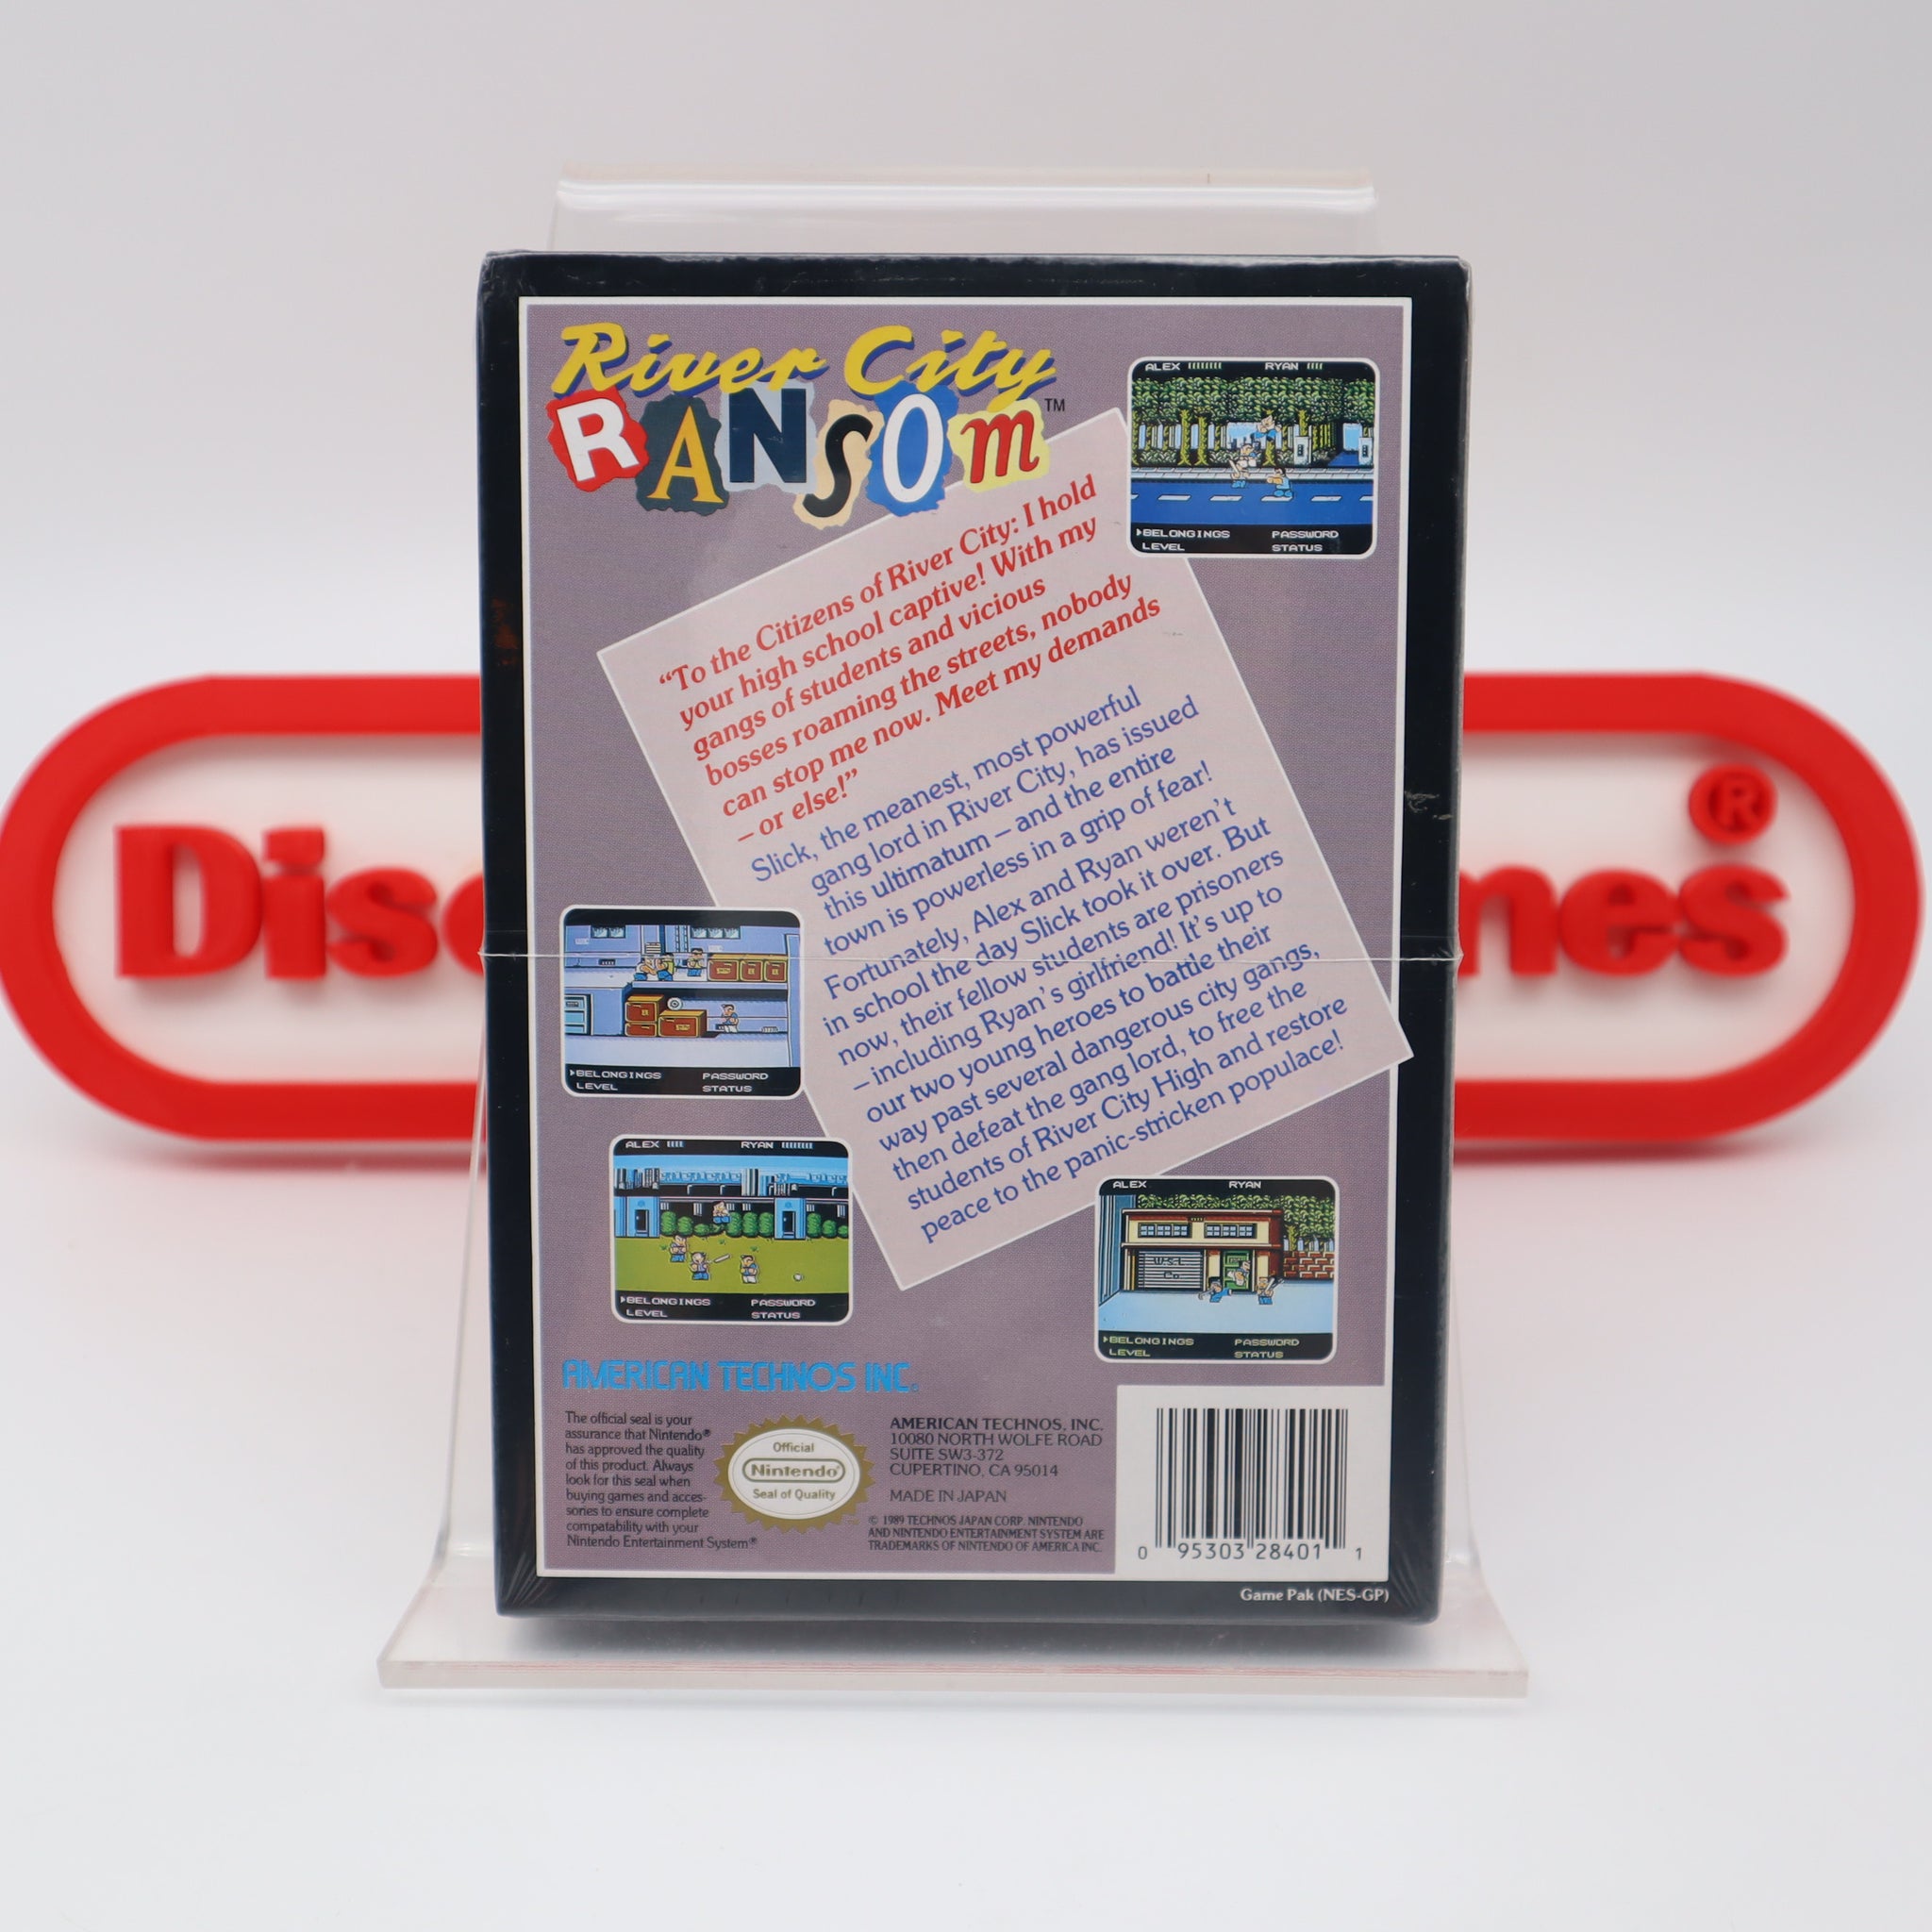 River City
RANSOM™
ALEX RYAN
BELONGINGS PASSWORD
LEVEL STATUS
"To the Citizens of River City: I hold
your high school captive! With my
gangs of students and vicious
bosses roaming the streets, nobody
can stop me now. Meet my demands
– or else!"
Slick, the meanest, most powerful
gang lord in River City, has issued
this ultimatum – and the entire
town is powerless in a grip of fear!
Fortunately, Alex and Ryan weren't
in school the day Slick took it over. But
now, their fellow students are prisoners
– including Ryan's girlfriend! It's up to
our two young heroes to battle their
way past several dangerous city gangs,
then defeat the gang lord, to free the
students of River City High and restore
peace to the panic-stricken populace!
BELONGINGS PASSWORD
LEVEL STATUS
ALEX RYAN
BELONGINGS PASSWORD
LEVEL STATUS
ALEX RYAN
W.S.L
Co.
BELONGINGS PASSWORD
LEVEL STATUS
AMERICAN TECHNOS INC.
The official seal is your
assurance that Nintendo®
has approved the quality
of this product. Always
look for this seal when
buying games and acces-
sories to ensure complete
compatability with your
Nintendo Entertainment System®
Official
Nintendo®
Seal of Quality
AMERICAN TECHNOS, INC.
10080 NORTH WOLFE ROAD
SUITE SW3-372
CUPERTINO, CA 95014
MADE IN JAPAN
© 1989 TECHNOS JAPAN CORP. NINTENDO
AND NINTENDO ENTERTAINMENT SYSTEM ARE
TRADEMARKS OF NINTENDO OF AMERICA INC.
0 95303 28401 1
Game Pak (NES-GP)
®